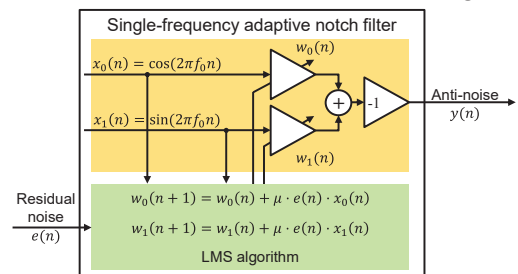 Single-frequency adaptive notch filter
x₀(n) = cos(2πf₀n)
w₀(n)
+
-1
Anti-noise
y(n)
x₁(n) = sin(2πf₀n)
w₁(n)
Residual
noise
e(n)
w₀(n + 1) = w₀(n) + μ · e(n) · x₀(n)
w₁(n + 1) = w₁(n) + μ · e(n) · x₁(n)
LMS algorithm